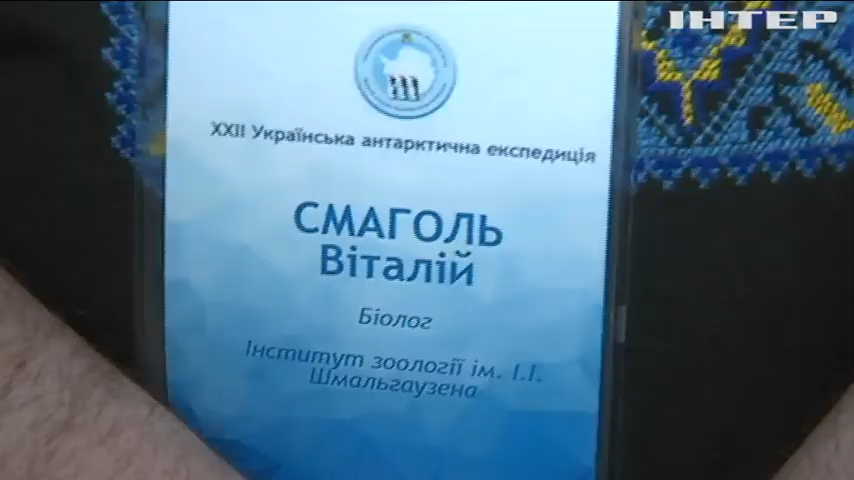 ІНТЕР
XXII Українська антарктична експедиція
СМАГОЛЬ
Віталій
Біолог
Інститут зоології ім. І.І.
Шмальгаузена